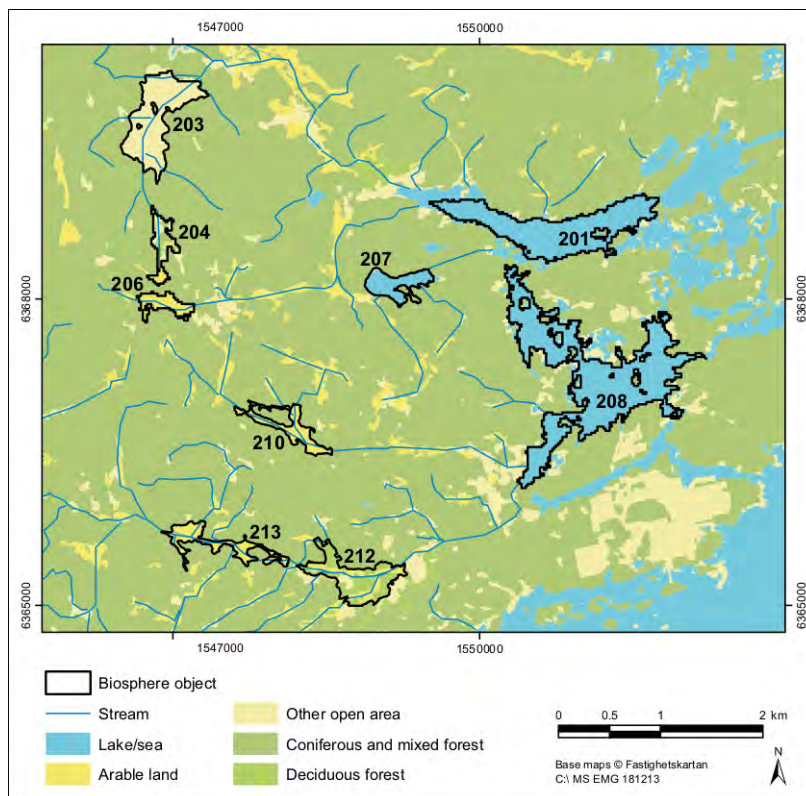 1547000
1550000
203
204
201
207
206
6368000
6368000
208
210
213
212
6365000
6365000
1547000
1550000
Biosphere object
Stream
Other open area
0 0.5 1 2 km
Lake/sea
Coniferous and mixed forest
Arable land
Deciduous forest
Base maps © Fastighetskartan
C:\ MS EMG 181213
N